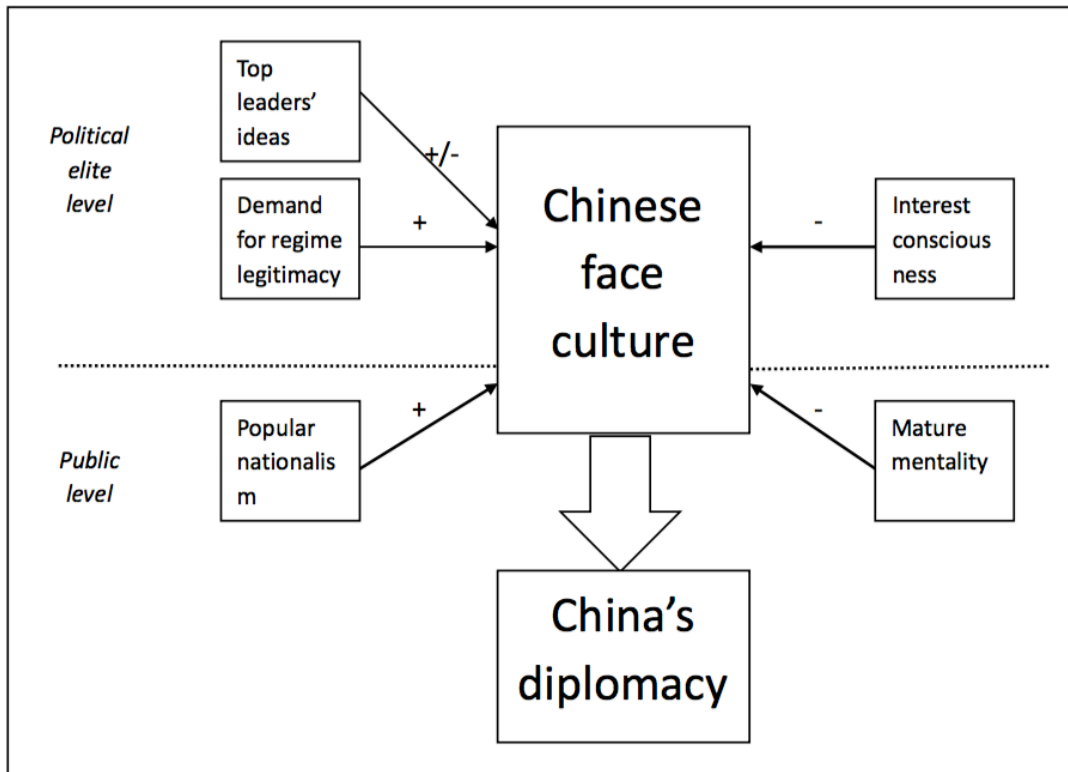 Top
leaders’
ideas
Political
elite
level
+/-
Demand
for regime
legitimacy
+
Chinese
face
culture
-
Interest
conscious
ness
Popular
nationalis
m
+
Public
level
-
Mature
mentality
China’s
diplomacy